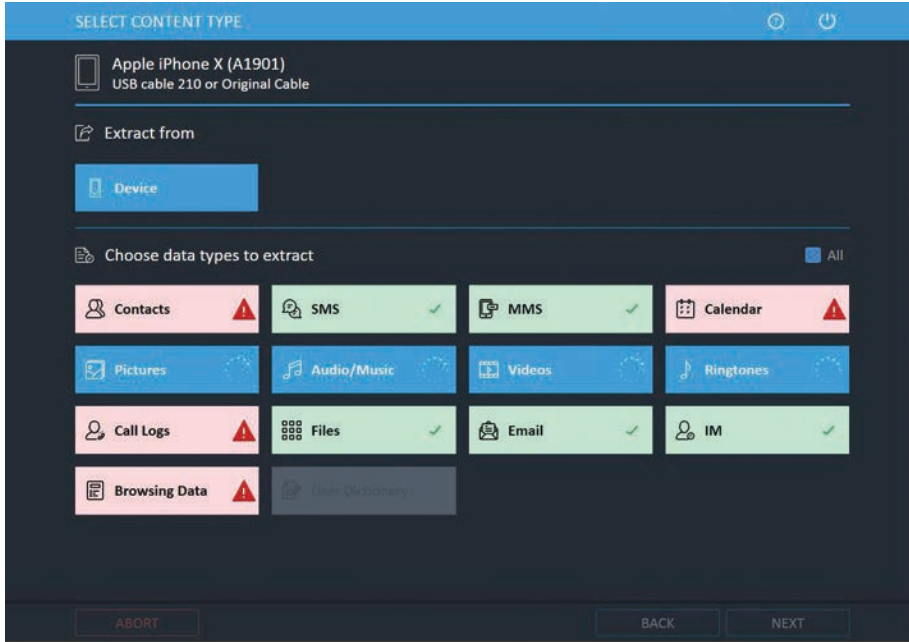 SELECT CONTENT TYPE
?
Apple iPhone X (A1901)
USB cable 210 or Original Cable
Extract from
Device
Choose data types to extract
All
Contacts
SMS
MMS
Calendar
Pictures
Audio/Music
Videos
Ringtones
Call Logs
Files
Email
IM
Browsing Data
User Dictionary
ABORT
BACK
NEXT